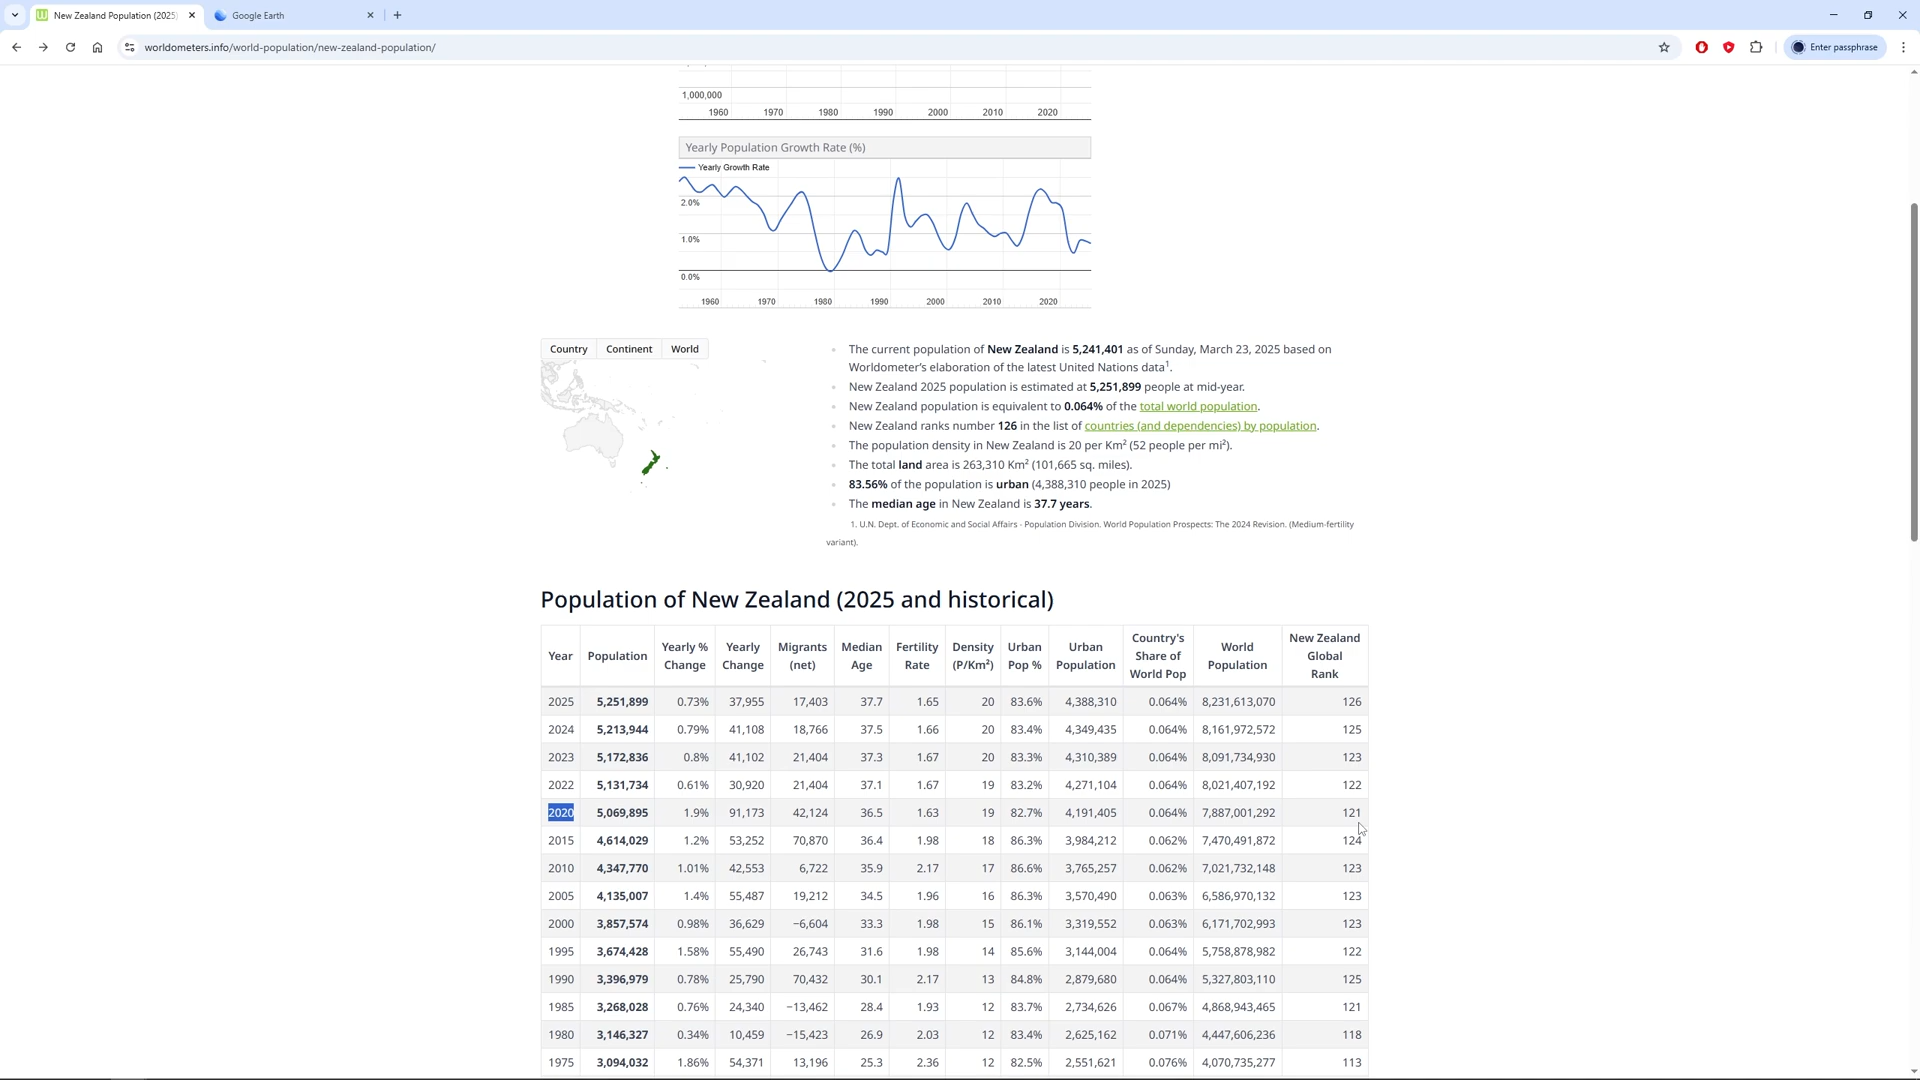 New Zealand Population (2025)
Google Earth
worldometers.info/world-population/new-zealand-population/
Enter passphrase
1,000,000
1960 1970 1980 1990 2000 2010 2020
Yearly Population Growth Rate (%)
Yearly Growth Rate
2.0%
1.0%
0.0%
1960 1970 1980 1990 2000 2010 2020
Country Continent World
The current population of New Zealand is 5,241,401 as of Sunday, March 23, 2025 based on
Worldometer's elaboration of the latest United Nations data1.
New Zealand 2025 population is estimated at 5,251,899 people at mid-year.
New Zealand population is equivalent to 0.064% of the total world population.
New Zealand ranks number 126 in the list of countries (and dependencies) by population.
The population density in New Zealand is 20 per Km² (52 people per mi²).
The total land area is 263,310 Km² (101,665 sq. miles).
83.56% of the population is urban (4,388,310 people in 2025)
The median age in New Zealand is 37.7 years.
1. U.N. Dept. of Economic and Social Affairs - Population Division. World Population Prospects: The 2024 Revision. (Medium-fertility
variant).
Population of New Zealand (2025 and historical)
Year Population Yearly % Change Yearly Change Migrants (net) Median Age Fertility Rate Density (P/Km²) Urban Pop % Urban Population Country's Share of World Pop World Population New Zealand Global Rank
2025 5,251,899 0.73% 37,955 17,403 37.7 1.65 20 83.6% 4,388,310 0.064% 8,231,613,070 126
2024 5,213,944 0.79% 41,108 18,766 37.5 1.66 20 83.4% 4,349,435 0.064% 8,161,972,572 125
2023 5,172,836 0.8% 41,102 21,404 37.3 1.67 20 83.3% 4,310,389 0.064% 8,091,734,930 123
2022 5,131,734 0.61% 30,920 21,404 37.1 1.67 19 83.2% 4,271,104 0.064% 8,021,407,192 122
2020 5,069,895 1.9% 91,173 42,124 36.5 1.63 19 82.7% 4,191,405 0.064% 7,887,001,292 121
2015 4,614,029 1.2% 53,252 70,870 36.4 1.98 18 86.3% 3,984,212 0.062% 7,470,491,872 124
2010 4,347,770 1.01% 42,553 6,722 35.9 2.17 17 86.6% 3,765,257 0.062% 7,021,732,148 123
2005 4,135,007 1.4% 55,487 19,212 34.5 1.96 16 86.3% 3,570,490 0.063% 6,586,970,132 123
2000 3,857,574 0.98% 36,629 −6,604 33.3 1.98 15 86.1% 3,319,552 0.063% 6,171,702,993 123
1995 3,674,428 1.58% 55,490 26,743 31.6 1.98 14 85.6% 3,144,004 0.064% 5,758,878,982 122
1990 3,396,979 0.78% 25,790 70,432 30.1 2.17 13 84.8% 2,879,680 0.064% 5,327,803,110 125
1985 3,268,028 0.76% 24,340 −13,462 28.4 1.93 12 83.7% 2,734,626 0.067% 4,868,943,465 121
1980 3,146,327 0.34% 10,459 −15,423 26.9 2.03 12 83.4% 2,625,162 0.071% 4,447,606,236 118
1975 3,094,032 1.86% 54,371 13,196 25.3 2.36 12 82.5% 2,551,621 0.076% 4,070,735,277 113